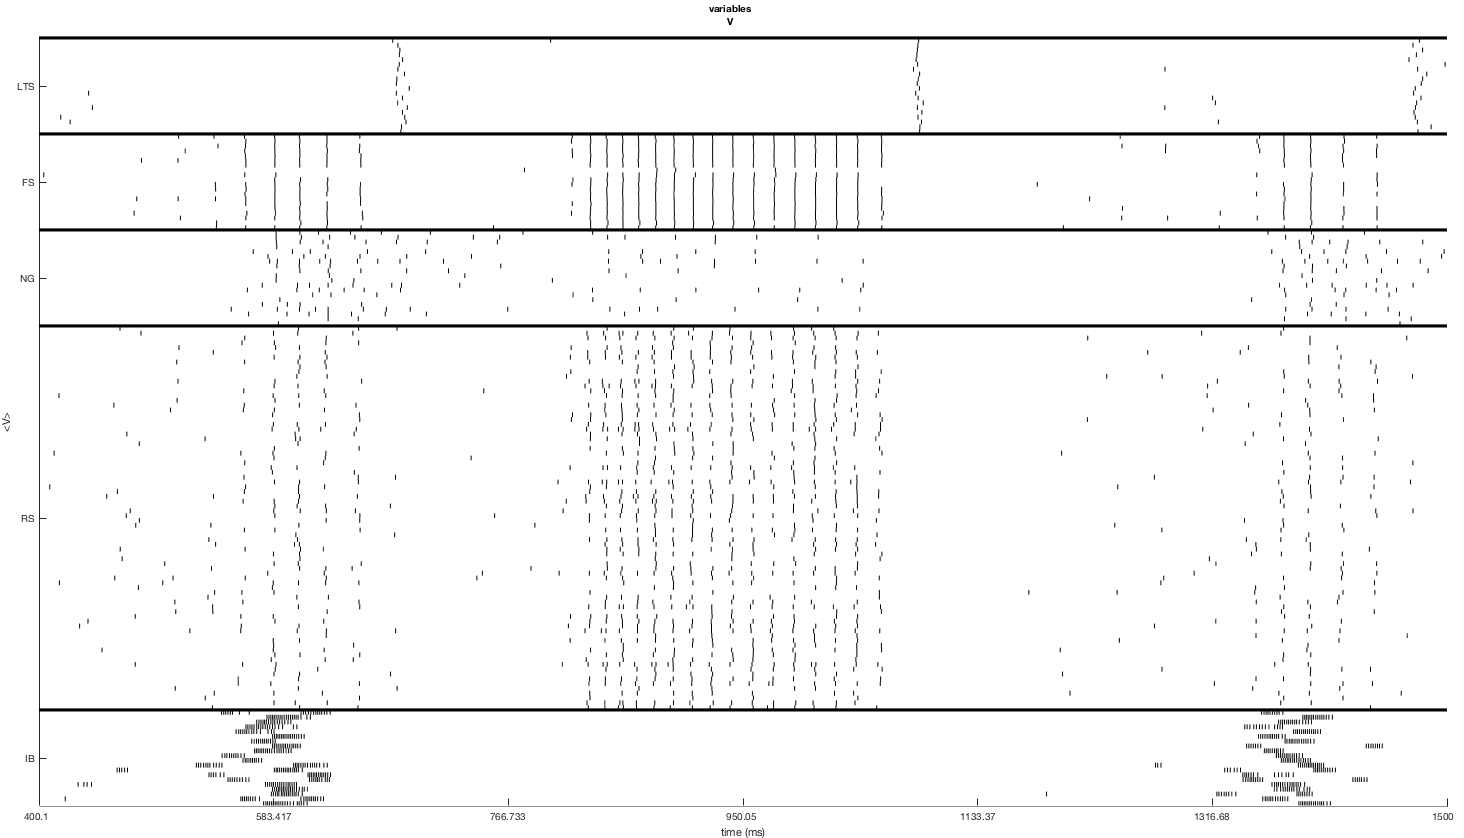 variables
V
LTS
FS
NG
RS
IB
<V>
400.1 583.417 766.733 950.05 1133.37 1316.68 1500
time (ms)